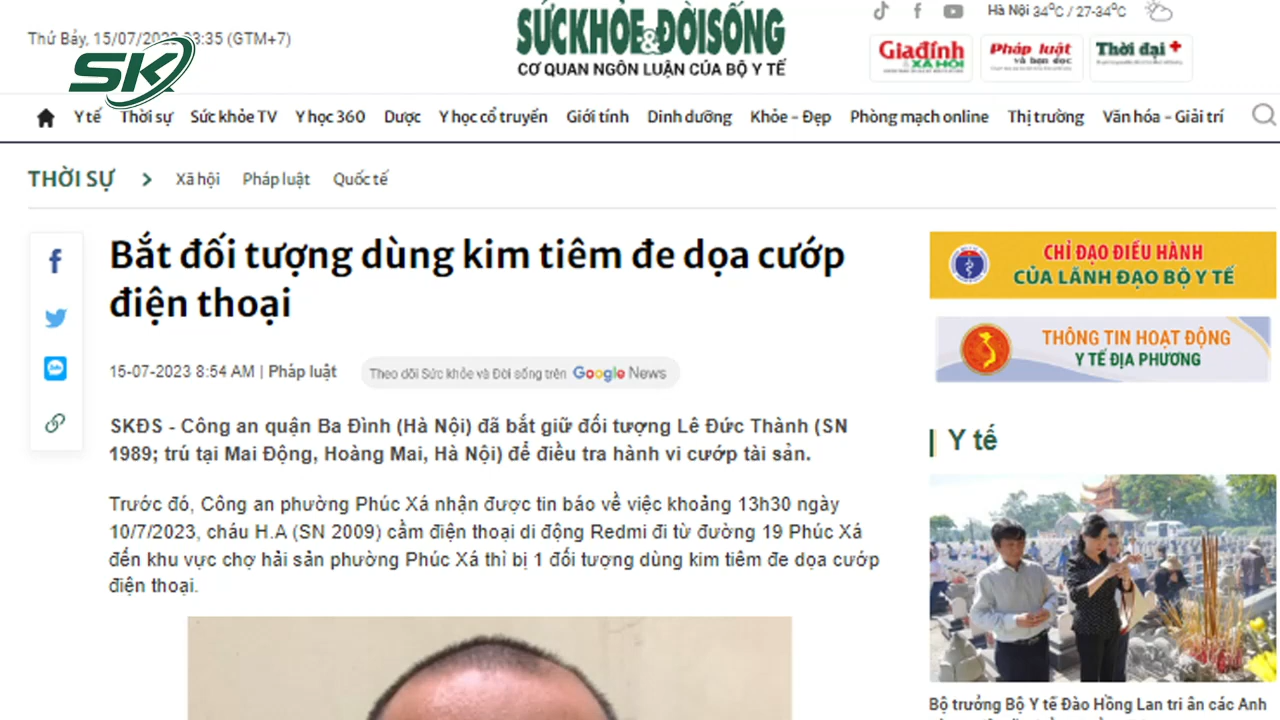 Thứ Bảy, 15/07/2023 :35 (GTM+7)
SK
SỨC KHỎE & ĐỜI SỐNG
CƠ QUAN NGÔN LUẬN CỦA BỘ Y TẾ
Hà Nội 34°C / 27-34°C
Gia đình & XÃ HỘI
Pháp luật và bạn đọc
Thời đại +
Y tế Thời sự Sức khỏe TV Y học 360 Dược Y học cổ truyền Giới tính Dinh dưỡng Khỏe - Đẹp Phòng mạch online Thị trường Văn hóa - Giải trí
THỜI SỰ > Xã hội Pháp luật Quốc tế
Bắt đối tượng dùng kim tiêm đe dọa cướp
điện thoại
15-07-2023 8:54 AM | Pháp luật Theo dõi Sức khỏe và Đời sống trên Google News
SKĐS - Công an quận Ba Đình (Hà Nội) đã bắt giữ đối tượng Lê Đức Thành (SN
1989; trú tại Mai Động, Hoàng Mai, Hà Nội) để điều tra hành vi cướp tài sản.
Trước đó, Công an phường Phúc Xá nhận được tin báo về việc khoảng 13h30 ngày
10/7/2023, cháu H.A (SN 2009) cầm điện thoại di động Redmi đi từ đường 19 Phúc Xá
đến khu vực chợ hải sản phường Phúc Xá thì bị 1 đối tượng dùng kim tiêm đe dọa cướp
điện thoại.
Zalo
CHỈ ĐẠO ĐIỀU HÀNH
CỦA LÃNH ĐẠO BỘ Y TẾ
THÔNG TIN HOẠT ĐỘNG
Y TẾ ĐỊA PHƯƠNG
Y tế
Bộ trưởng Bộ Y tế Đào Hồng Lan tri ân các Anh